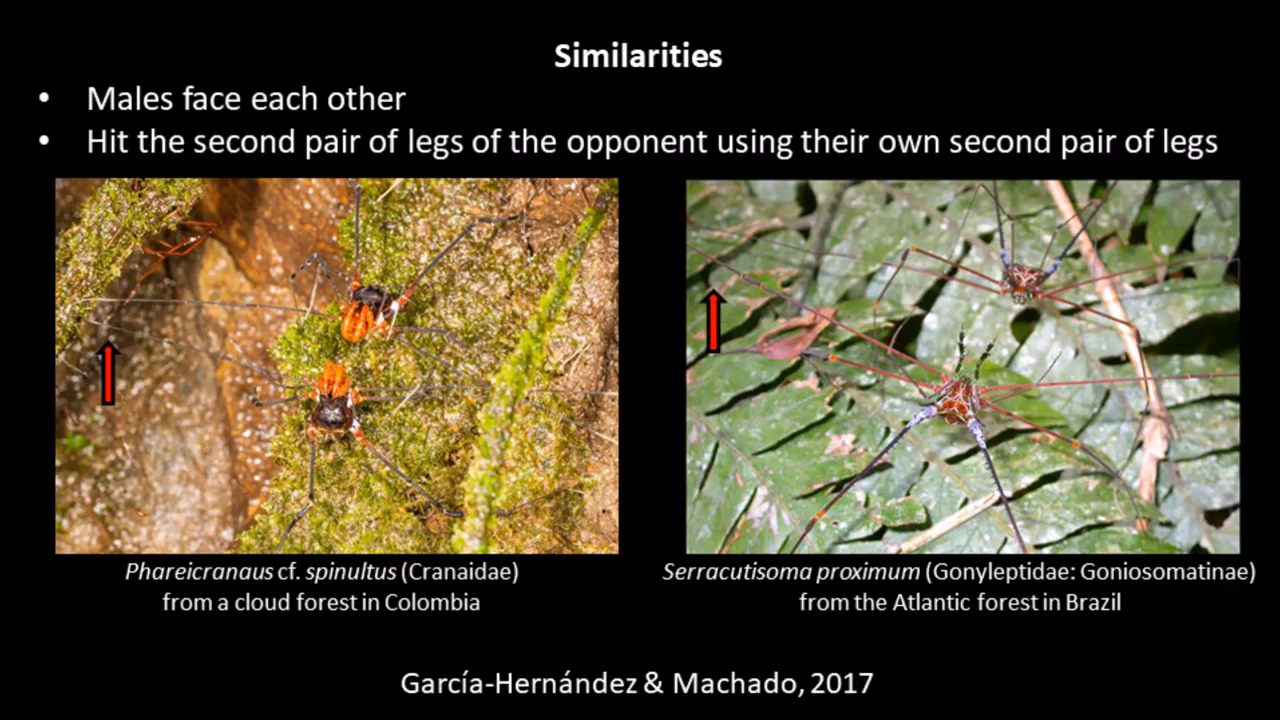 Similarities
• Males face each other
• Hit the second pair of legs of the opponent using their own second pair of legs
Phareicranaus cf. spinultus (Cranaidae)
from a cloud forest in Colombia
Serracutisoma proximum (Gonyleptidae: Goniosomatinae)
from the Atlantic forest in Brazil
García-Hernández & Machado, 2017